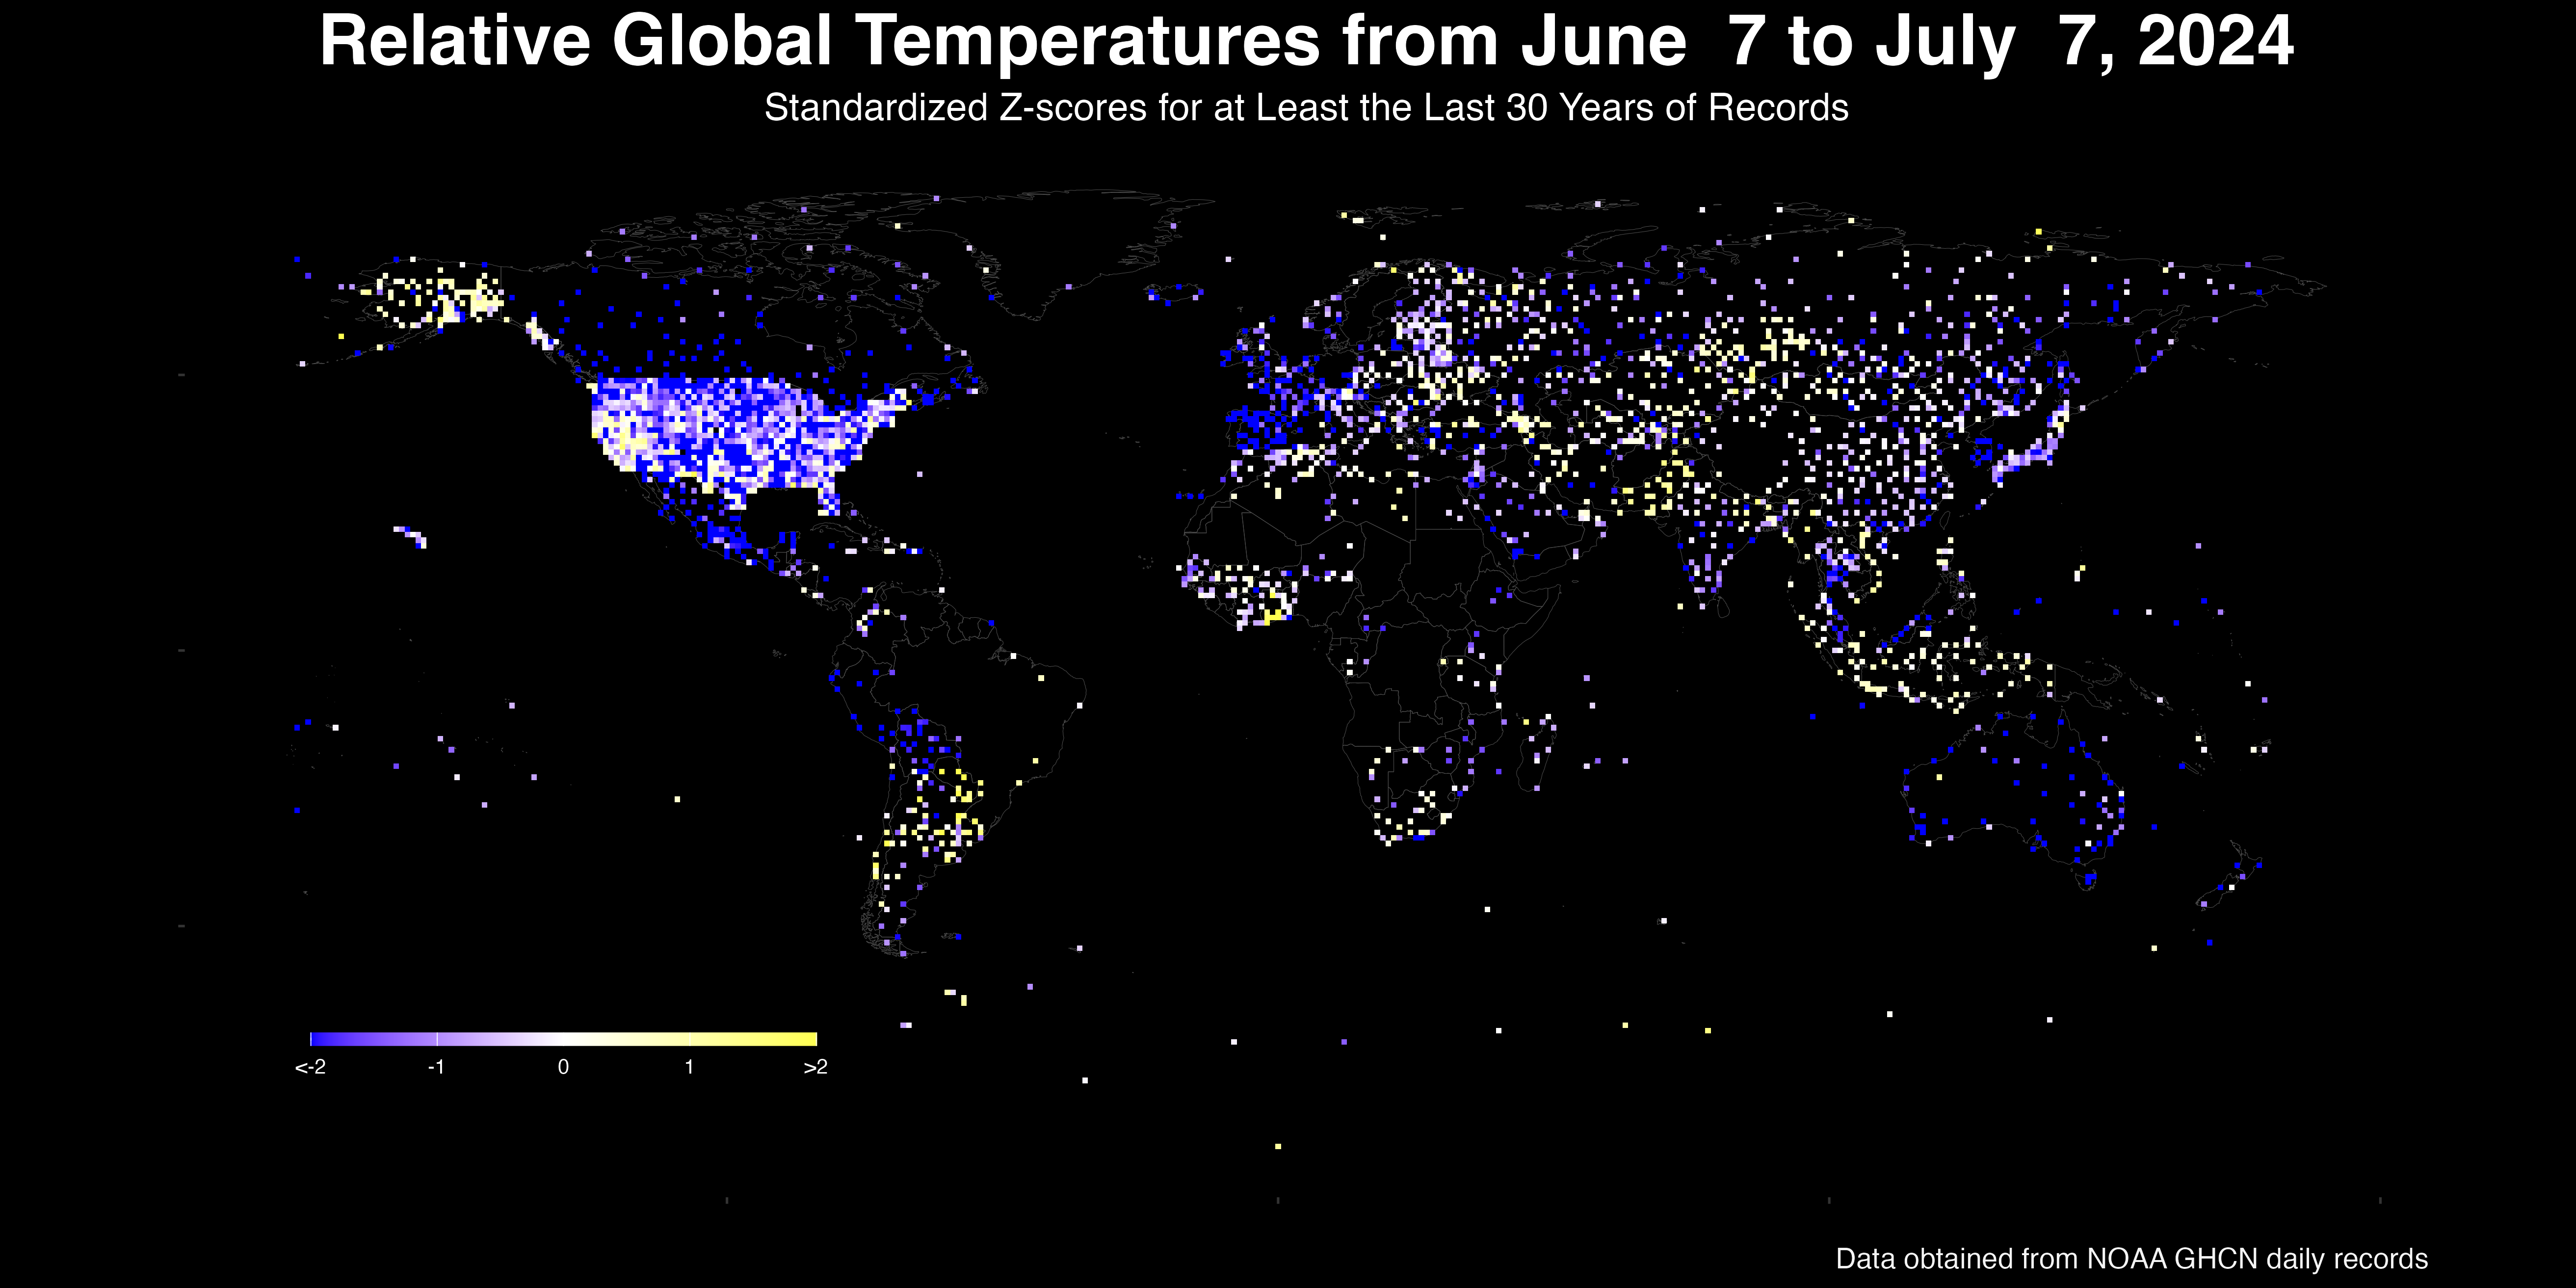 Relative Global Temperatures from June  7 to July  7, 2024
Standardized Z-scores for at Least the Last 30 Years of Records
<-2 -1 0 1 >2
Data obtained from NOAA GHCN daily records